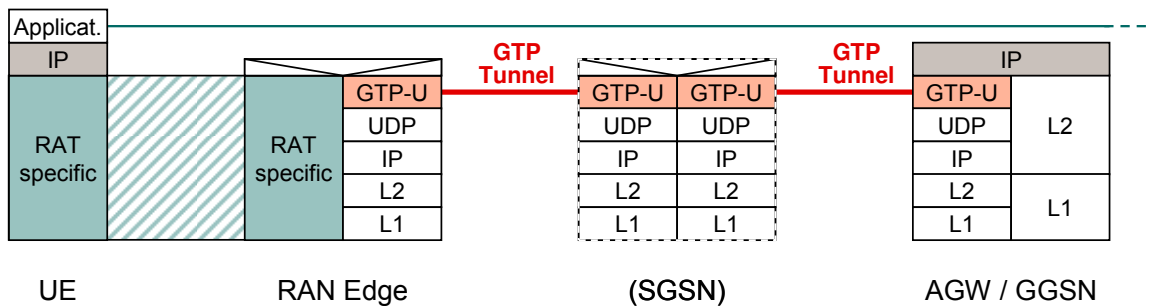 Applicat.
IP
RAT
specific
RAT
specific
GTP-U
UDP
IP
L2
L1
GTP
Tunnel
GTP-U GTP-U
UDP UDP
IP IP
L2 L2
L1 L1
GTP
Tunnel
IP
GTP-U
UDP
IP
L2
L1
L2
L1
UE RAN Edge (SGSN) AGW / GGSN